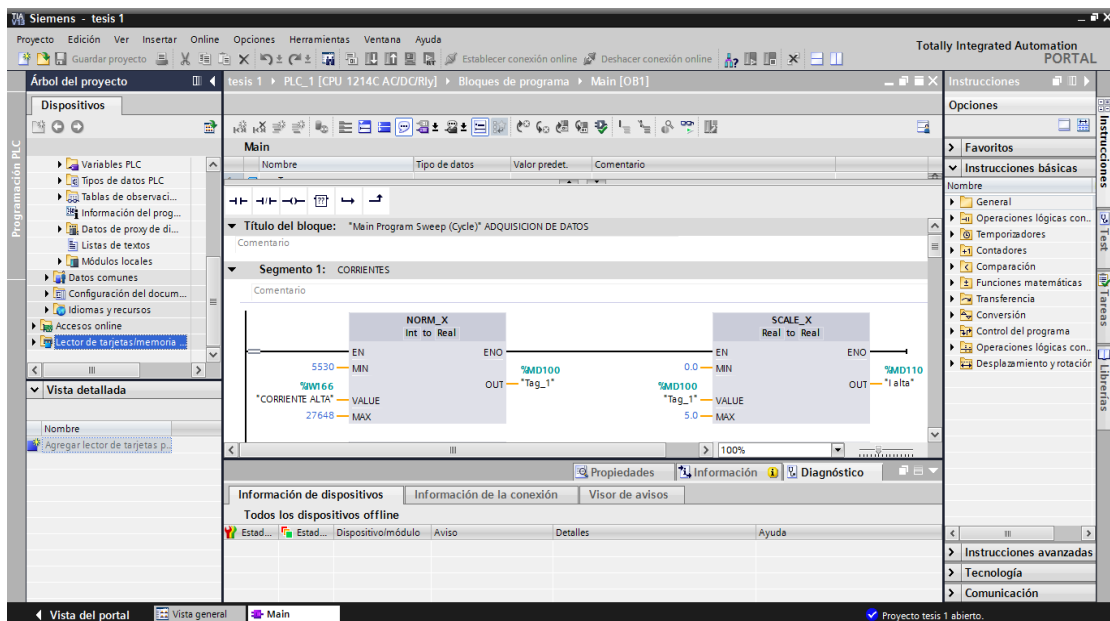 Siemens - tesis 1
Proyecto Edición Ver Insertar Online Opciones Herramientas Ventana Ayuda
Totally Integrated Automation
PORTAL
Guardar proyecto
Establecer conexión online
Deshacer conexión online
Árbol del proyecto
tesis 1 PLC_1 [CPU 1214C AC/DC/Rly] Bloques de programa Main [OB1]
Instrucciones
Dispositivos
Opciones
Programación PLC
Variables PLC
Tipos de datos PLC
Tablas de observaci...
Información del prog...
Datos de proxy de di...
Listas de textos
Módulos locales
Datos comunes
Configuración del docum...
Idiomas y recursos
Accesos online
Lector de tarjetas/memoria ...
Vista detallada
Nombre
Agregar lector de tarjetas p..
Main
Nombre Tipo de datos Valor predet. Comentario
Título del bloque: "Main Program Sweep (Cycle)" ADQUISICION DE DATOS
Comentario
Segmento 1: CORRIENTES
Comentario
NORM_X
Int to Real
EN ENO
5530 MIN
%IW166
"CORRIENTE ALTA" VALUE
27648 MAX
OUT
%MD100
"Tag_1"
SCALE_X
Real to Real
EN ENO
0.0 MIN
%MD100
"Tag_1" VALUE
5.0 MAX
OUT
%MD110
"I alta"
100%
Propiedades Información Diagnóstico
Información de dispositivos Información de la conexión Visor de avisos
Todos los dispositivos offline
Estad... Estad... Dispositivo/módulo Aviso Detalles Ayuda
Favoritos
Instrucciones básicas
Nombre
General
Operaciones lógicas con..
Temporizadores
Contadores
Comparación
Funciones matemáticas
Transferencia
Conversión
Control del programa
Operaciones lógicas con..
Desplazamiento y rotación
Instrucciones avanzadas
Tecnología
Comunicación
Instrucciones
Test
Tareas
Librerías
Vista del portal
Vista general
Main
Proyecto tesis 1 abierto.